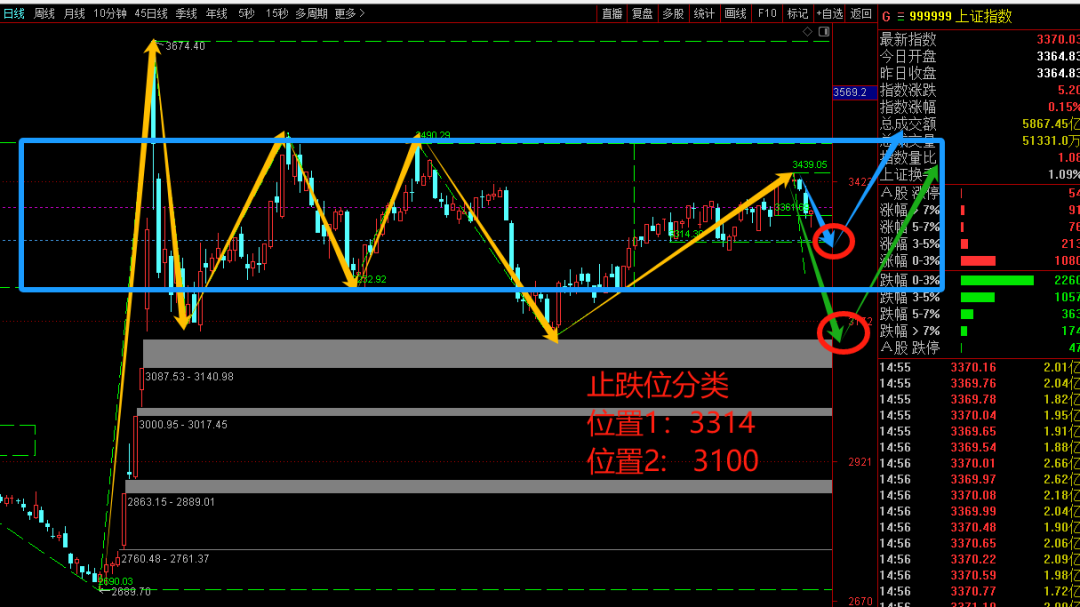 日线 周线 月线 10分钟 45日线 季线 年线 5秒 15秒 多周期 更多 直播 复盘 多股 统计 画线 F10 标记 +自选 返回
G 999999 上证指数
3674.40
3569.2
3490.29
3439.05
3361.69
3232.92
2921
2670
3087.53 - 3140.98
3000.95 - 3017.45
2863.15 - 2889.01
2760.48 - 2761.37
2690.03
2689.70
止跌位分类
位置1：3314
位置2： 3100
最新指数 3370.03
今日开盘 3364.83
昨日收盘 3364.83
指数涨跌 5.20
指数涨幅 0.15%
总成交额 5867.45亿
总成交量 51331.0万
指数量比 1.08
上证换手 1.09%
A股 涨停 54
涨幅 > 7% 91
涨幅 5-7% 76
涨幅 3-5% 213
涨幅 0-3% 1080
跌幅 0-3% 2260
跌幅 3-5% 1057
跌幅 5-7% 363
跌幅 > 7% 174
A股 跌停 47
14:55 3370.16 2.01亿
14:55 3369.76 2.04亿
14:55 3369.78 1.82亿
14:55 3370.04 1.95亿
14:55 3369.65 1.91亿
14:56 3369.54 1.88亿
14:56 3370.01 2.66亿
14:56 3369.97 2.62亿
14:56 3370.08 2.18亿
14:56 3369.99 2.04亿
14:56 3370.48 1.90亿
14:56 3370.65 2.06亿
14:56 3370.22 2.09亿
14:56 3370.59 1.98亿
14:56 3370.77 1.72亿